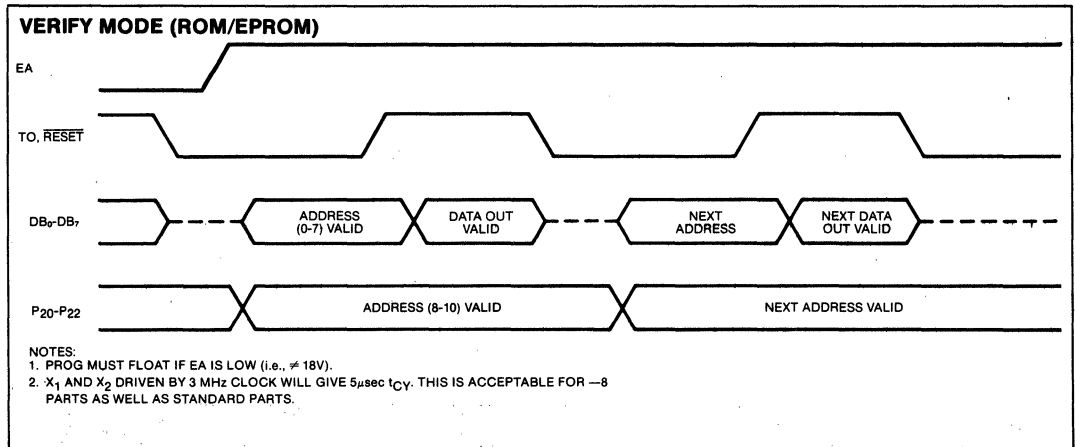 VERIFY MODE (ROM/EPROM)
EA
TO, RESET
DB₀-DB₇
ADDRESS
(0-7) VALID
DATA OUT
VALID
NEXT
ADDRESS
NEXT DATA
OUT VALID
P20-P22
ADDRESS (8-10) VALID
NEXT ADDRESS VALID
NOTES:
1. PROG MUST FLOAT IF EA IS LOW (i.e., ≠ 18V).
2. X₁ AND X₂ DRIVEN BY 3 MHz CLOCK WILL GIVE 5μsec tCY. THIS IS ACCEPTABLE FOR —8
PARTS AS WELL AS STANDARD PARTS.